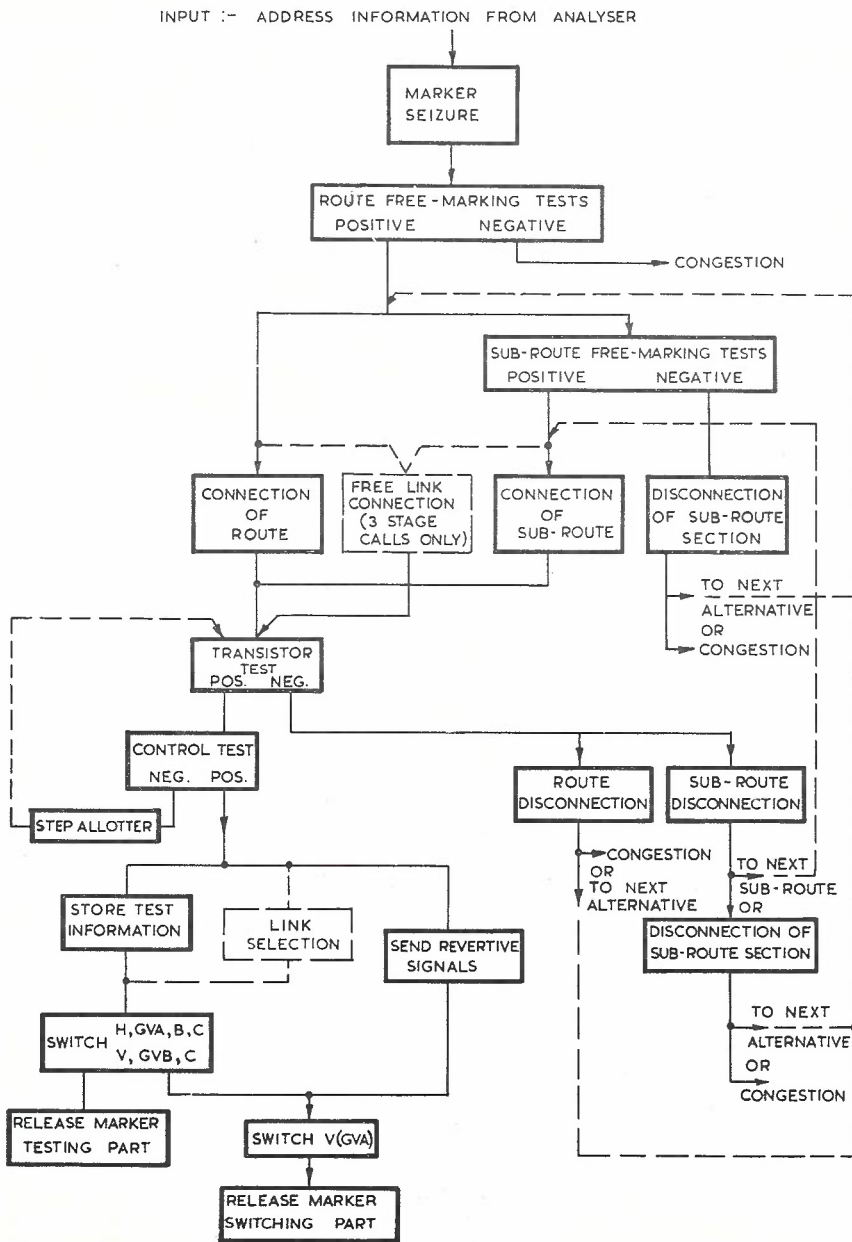 INPUT :- ADDRESS INFORMATION FROM ANALYSER
MARKER
SEIZURE
ROUTE FREE-MARKING TESTS
POSITIVE NEGATIVE
CONGESTION
SUB-ROUTE FREE-MARKING TESTS
POSITIVE NEGATIVE
CONNECTION
OF
ROUTE
FREE LINK
CONNECTION
(3 STAGE
CALLS ONLY)
CONNECTION
OF
SUB-ROUTE
DISCONNECTION
OF SUB-ROUTE
SECTION
TO NEXT
ALTERNATIVE
OR
CONGESTION
TRANSISTOR
TEST
POS. NEG.
CONTROL TEST
NEG. POS.
STEP ALLOTTER
ROUTE
DISCONNECTION
SUB-ROUTE
DISCONNECTION
CONGESTION
OR
TO NEXT
ALTERNATIVE
TO NEXT
SUB-ROUTE
OR
DISCONNECTION OF
SUB-ROUTE SECTION
STORE TEST
INFORMATION
LINK
SELECTION
SEND REVERTIVE
SIGNALS
TO NEXT
ALTERNATIVE
OR
CONGESTION
SWITCH H,GVA,B,C
V, GVB, C
RELEASE MARKER
TESTING PART
SWITCH V(GVA)
RELEASE MARKER
SWITCHING PART